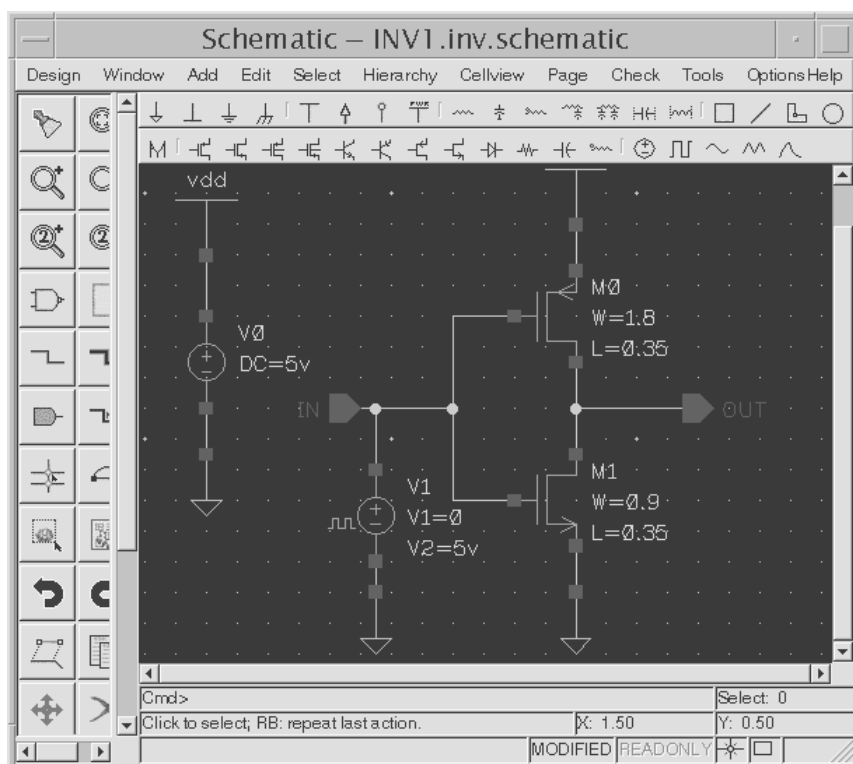 Schematic – INV1.inv.schematic
Design Window Add Edit Select Hierarchy Cellview Page Check Tools Options Help
M
vdd
M0
W=1.8
L=0.35
V0
DC=5v
IN
OUT
M1
W=0.9
L=0.35
V1
V1=0
V2=5v
Cmd>
Select: 0
Click to select; RB: repeat last action.
X: 1.50
Y: 0.50
MODIFIED READONLY